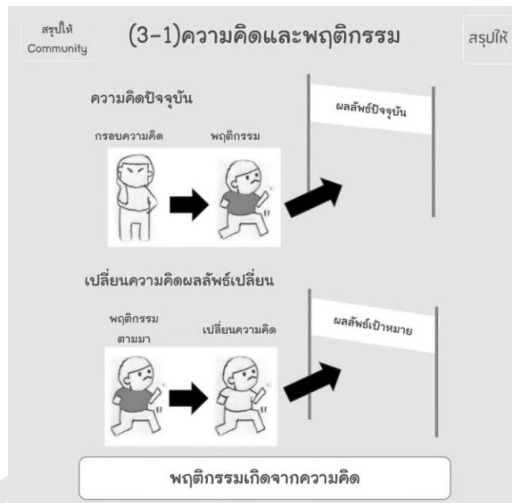 สรุปให้
Community
(3-1)ความคิดและพฤติกรรม
สรุปให้
ความคิดปัจจุบัน
ผลลัพธ์ปัจจุบัน
กรอบความคิด
พฤติกรรม
เปลี่ยนความคิดผลลัพธ์เปลี่ยน
พฤติกรรม
ตามมา
เปลี่ยนความคิด
ผลลัพธ์เป้าหมาย
พฤติกรรมเกิดจากความคิด